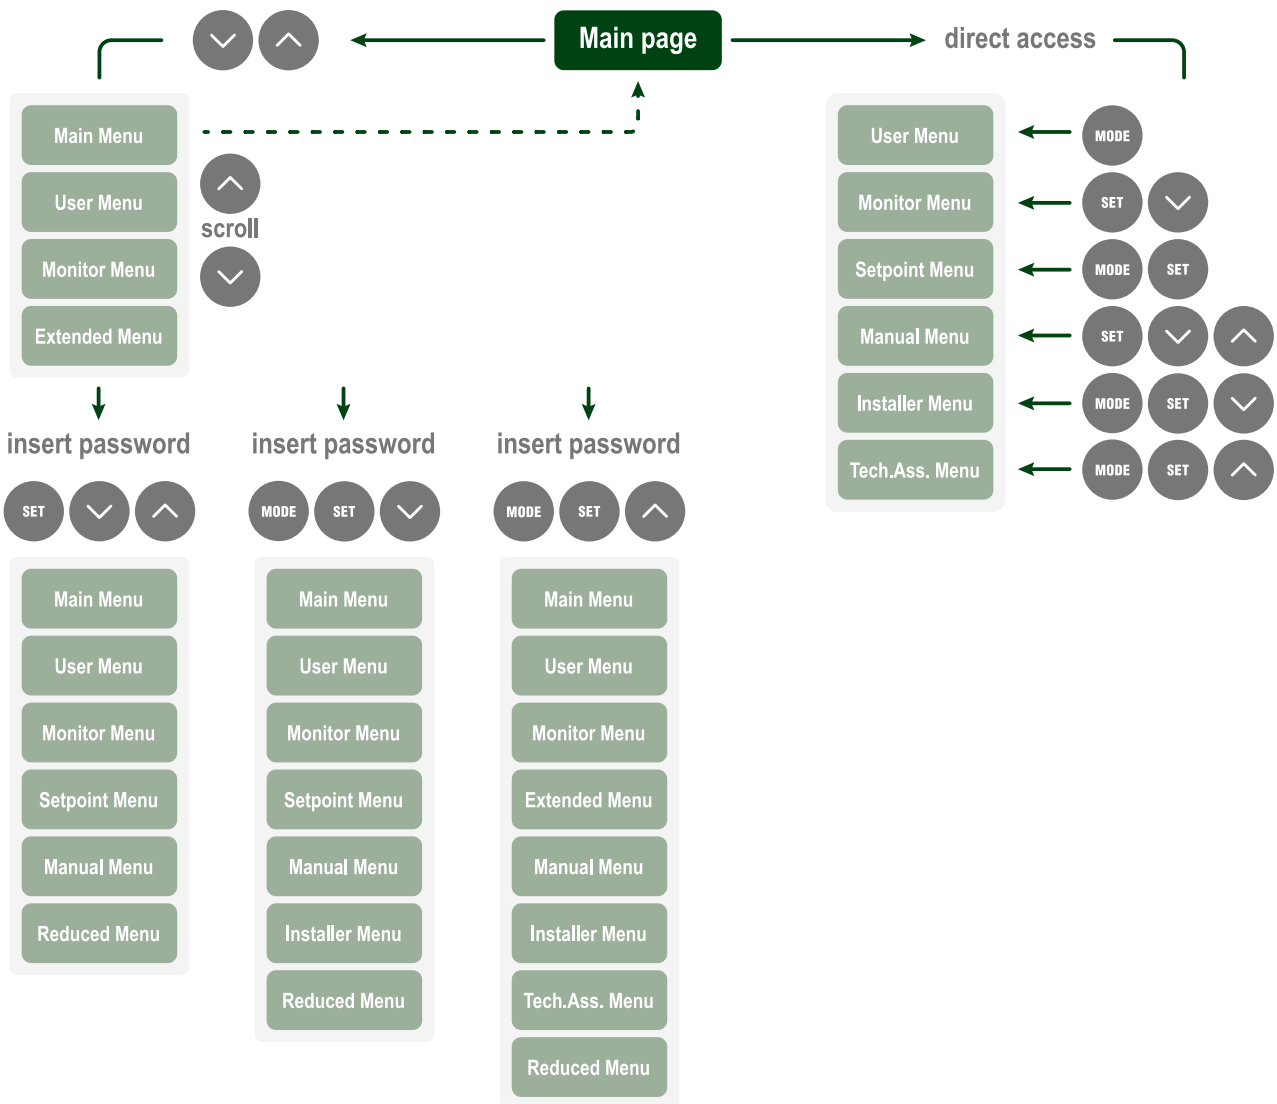 Main page
direct access
Main Menu
User Menu
Monitor Menu
Extended Menu
scroll
User Menu
MODE
Monitor Menu
SET
Setpoint Menu
MODE SET
Manual Menu
SET
Installer Menu
MODE SET
Tech.Ass. Menu
MODE SET
insert password
SET
Main Menu
User Menu
Monitor Menu
Setpoint Menu
Manual Menu
Reduced Menu
insert password
MODE SET
Main Menu
User Menu
Monitor Menu
Setpoint Menu
Manual Menu
Installer Menu
Reduced Menu
insert password
MODE SET
Main Menu
User Menu
Monitor Menu
Extended Menu
Manual Menu
Installer Menu
Tech.Ass. Menu
Reduced Menu